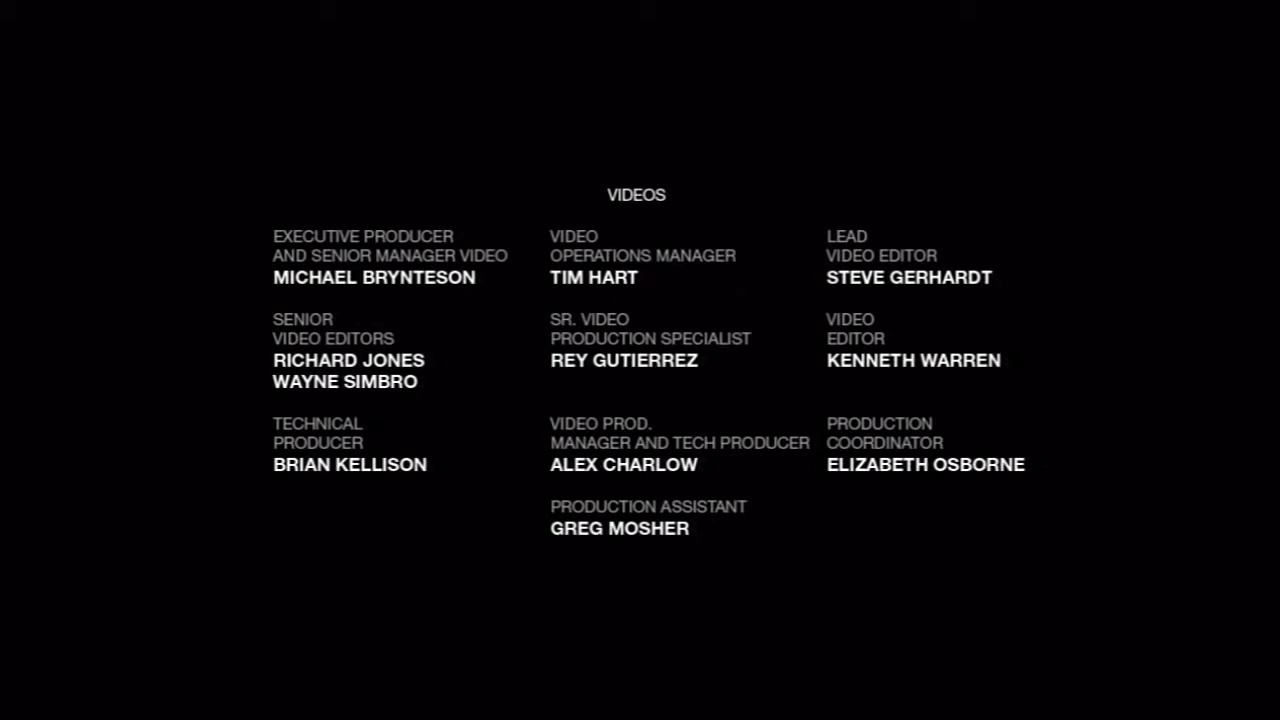 VIDEOS
EXECUTIVE PRODUCER
AND SENIOR MANAGER VIDEO
MICHAEL BRYNTESON
VIDEO
OPERATIONS MANAGER
TIM HART
LEAD
VIDEO EDITOR
STEVE GERHARDT
SENIOR
VIDEO EDITORS
RICHARD JONES
WAYNE SIMBRO
SR. VIDEO
PRODUCTION SPECIALIST
REY GUTIERREZ
VIDEO
EDITOR
KENNETH WARREN
TECHNICAL
PRODUCER
BRIAN KELLISON
VIDEO PROD.
MANAGER AND TECH PRODUCER
ALEX CHARLOW
PRODUCTION
COORDINATOR
ELIZABETH OSBORNE
PRODUCTION ASSISTANT
GREG MOSHER